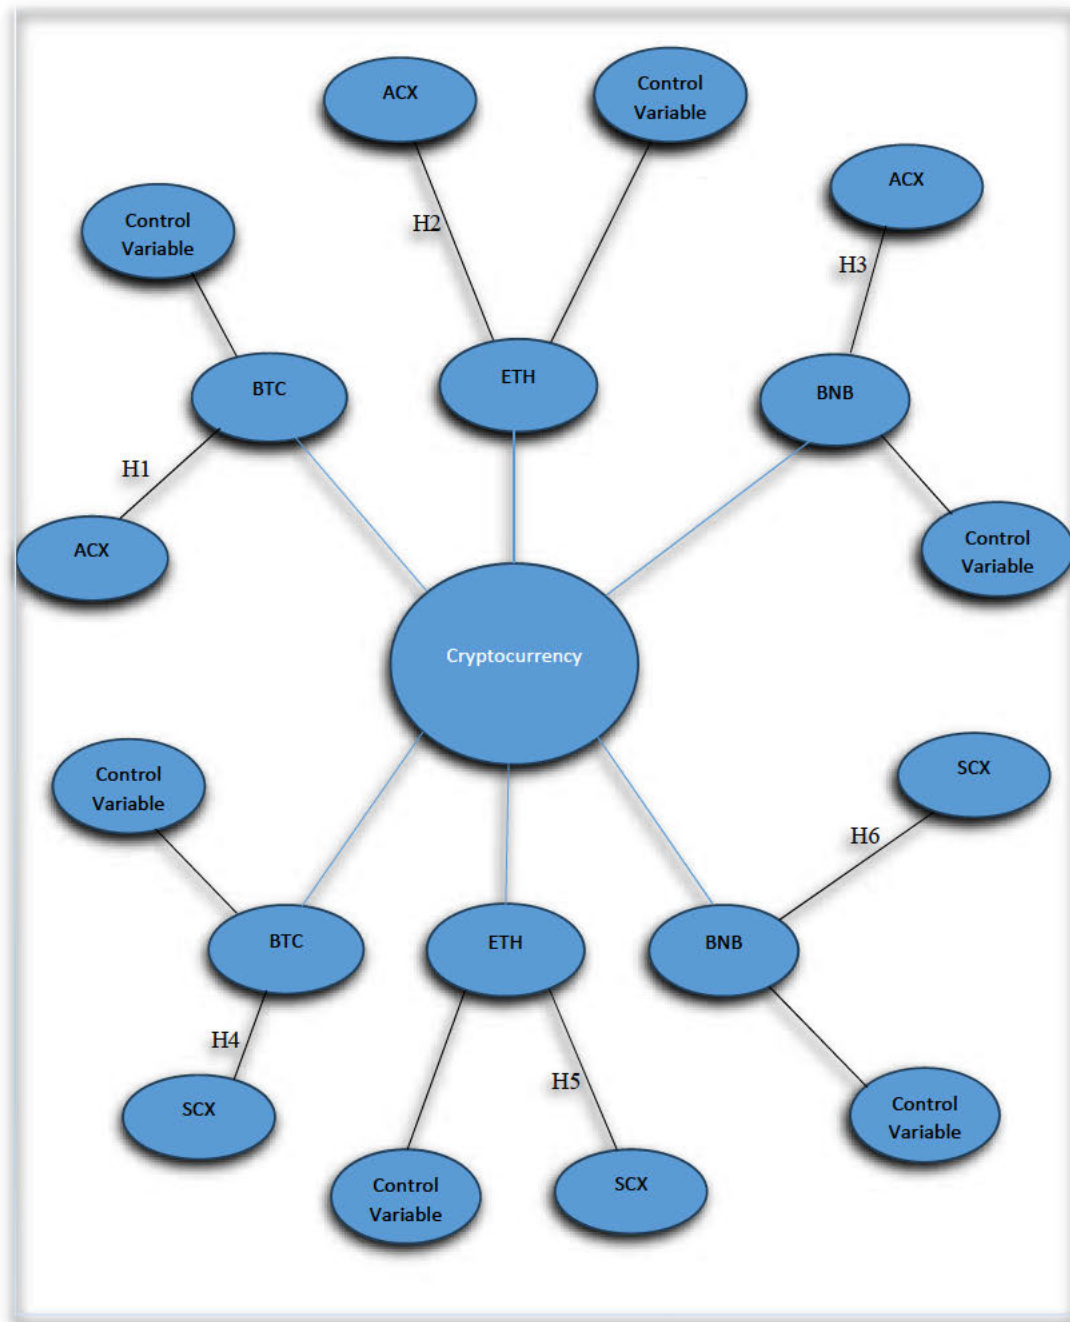 ACX
Control
Variable
ACX
Control
Variable
H2
H3
ETH
BTC
BNB
H1
ACX
Control
Variable
Cryptocurrency
SCX
Control
Variable
H6
BTC
ETH
BNB
H4
H5
SCX
Control
Variable
Control
Variable
SCX